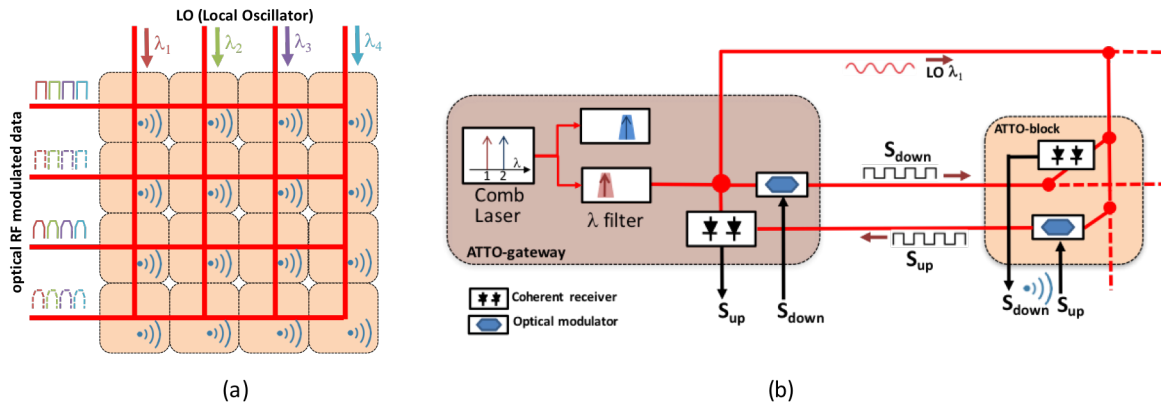 LO (Local Oscillator)
λ1 λ2 λ3 λ4
optical RF modulated data
(a)
LO λ1
ATTO-block
Sdown
λ
1 2
Comb
Laser
λ filter
ATTO-gateway
Sup
Coherent receiver
Optical modulator
Sup
Sdown
Sdown
Sup
(b)